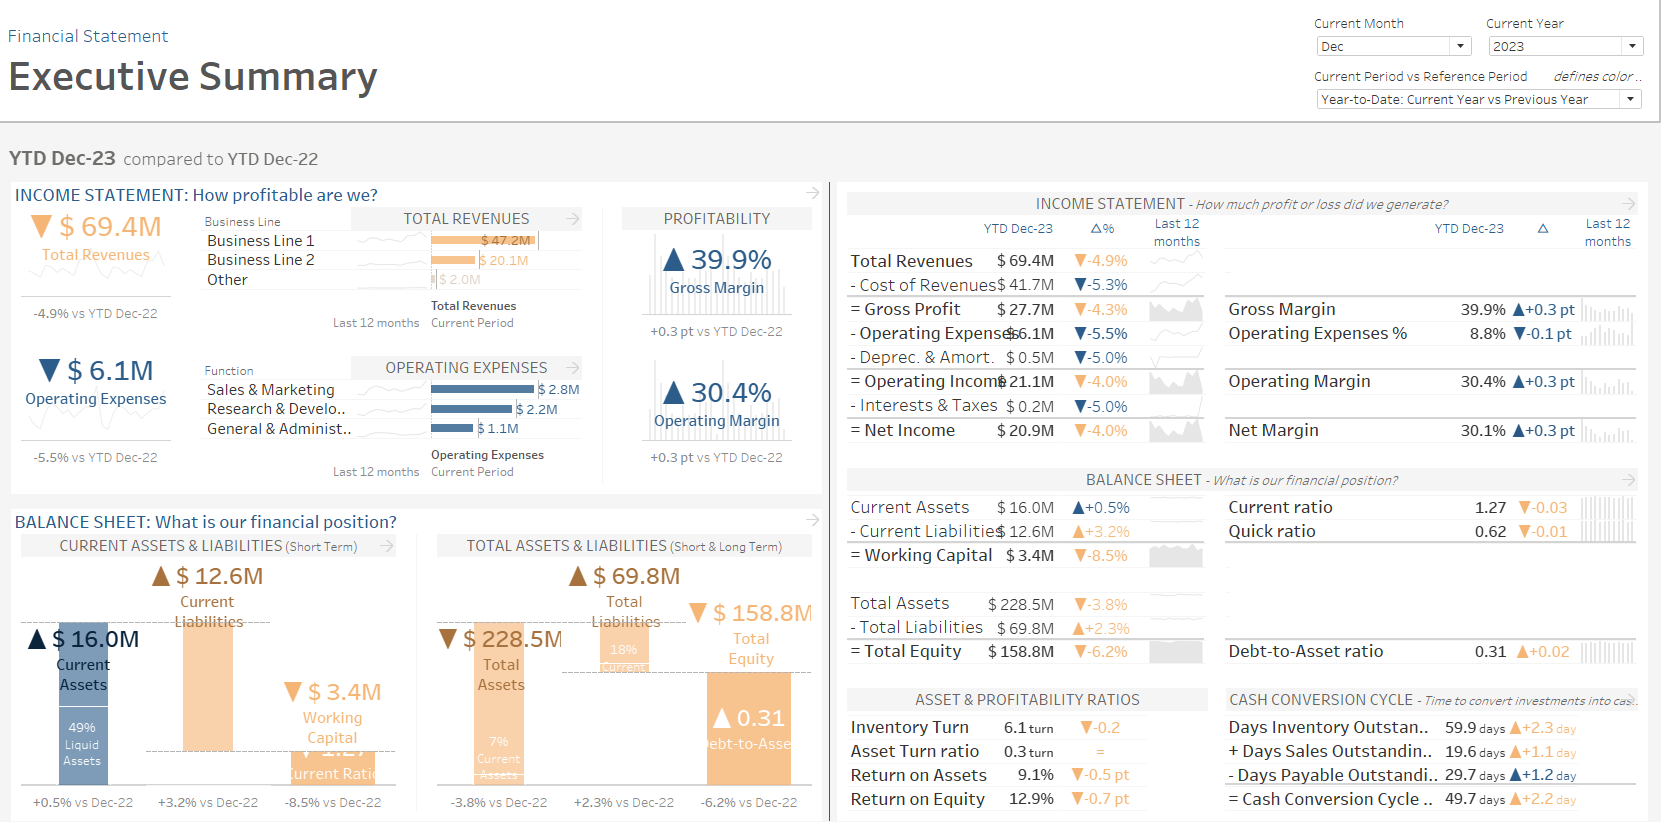 Financial Statement
Executive Summary
Current Month
Current Year
Dec
2023
Current Period vs Reference Period
defines color ..
Year-to-Date: Current Year vs Previous Year
YTD Dec-23 compared to YTD Dec-22
INCOME STATEMENT: How profitable are we?
▼ $ 69.4M
Total Revenues
-4.9% vs YTD Dec-22
Business Line
TOTAL REVENUES
Business Line 1
$ 47.2M
Business Line 2
$ 20.1M
Other
$ 2.0M
Total Revenues
Last 12 months
Current Period
PROFITABILITY
▲ 39.9%
Gross Margin
+0.3 pt vs YTD Dec-22
▼ $ 6.1M
Operating Expenses
-5.5% vs YTD Dec-22
Function
OPERATING EXPENSES
Sales & Marketing
$ 2.8M
Research & Develo..
$ 2.2M
General & Administ..
$ 1.1M
Operating Expenses
Last 12 months
Current Period
▲ 30.4%
Operating Margin
+0.3 pt vs YTD Dec-22
BALANCE SHEET: What is our financial position?
CURRENT ASSETS & LIABILITIES (Short Term)
▲ $ 12.6M
Current
Liabilities
▲ $ 16.0M
Current
Assets
49%
Liquid
Assets
▼ $ 3.4M
Working
Capital
▼ 1.27
Current Ratio
+0.5% vs Dec-22
+3.2% vs Dec-22
-8.5% vs Dec-22
TOTAL ASSETS & LIABILITIES (Short & Long Term)
▲ $ 69.8M
Total
Liabilities
18%
Current
▼ $ 228.5M
Total
Assets
7%
Current
Assets
▼ $ 158.8M
Total
Equity
▲ 0.31
ebt-to-Asse
-3.8% vs Dec-22
+2.3% vs Dec-22
-6.2% vs Dec-22
INCOME STATEMENT - How much profit or loss did we generate?
YTD Dec-23 △% Last 12 months
YTD Dec-23 △ Last 12 months
Total Revenues $ 69.4M ▼-4.9%
- Cost of Revenues $ 41.7M ▼-5.3%
= Gross Profit $ 27.7M ▼-4.3%
Gross Margin 39.9% ▲+0.3 pt
- Operating Expenses $6.1M ▼-5.5%
Operating Expenses % 8.8% ▼-0.1 pt
- Deprec. & Amort. $ 0.5M ▼-5.0%
= Operating Income $ 21.1M ▼-4.0%
Operating Margin 30.4% ▲+0.3 pt
- Interests & Taxes $ 0.2M ▼-5.0%
= Net Income $ 20.9M ▼-4.0%
Net Margin 30.1% ▲+0.3 pt
BALANCE SHEET - What is our financial position?
Current Assets $ 16.0M ▲+0.5%
Current ratio 1.27 ▼-0.03
- Current Liabilities $ 12.6M ▲+3.2%
Quick ratio 0.62 ▼-0.01
= Working Capital $ 3.4M ▼-8.5%
Total Assets $ 228.5M ▼-3.8%
- Total Liabilities $ 69.8M ▲+2.3%
= Total Equity $ 158.8M ▼-6.2%
Debt-to-Asset ratio 0.31 ▲+0.02
ASSET & PROFITABILITY RATIOS
Inventory Turn 6.1 turn ▼-0.2
Asset Turn ratio 0.3 turn =
Return on Assets 9.1% ▼-0.5 pt
Return on Equity 12.9% ▼-0.7 pt
CASH CONVERSION CYCLE - Time to convert investments into cas..
Days Inventory Outstan.. 59.9 days ▲+2.3 day
+ Days Sales Outstandin.. 19.6 days ▲+1.1 day
- Days Payable Outstandi.. 29.7 days ▲+1.2 day
= Cash Conversion Cycle .. 49.7 days ▲+2.2 day